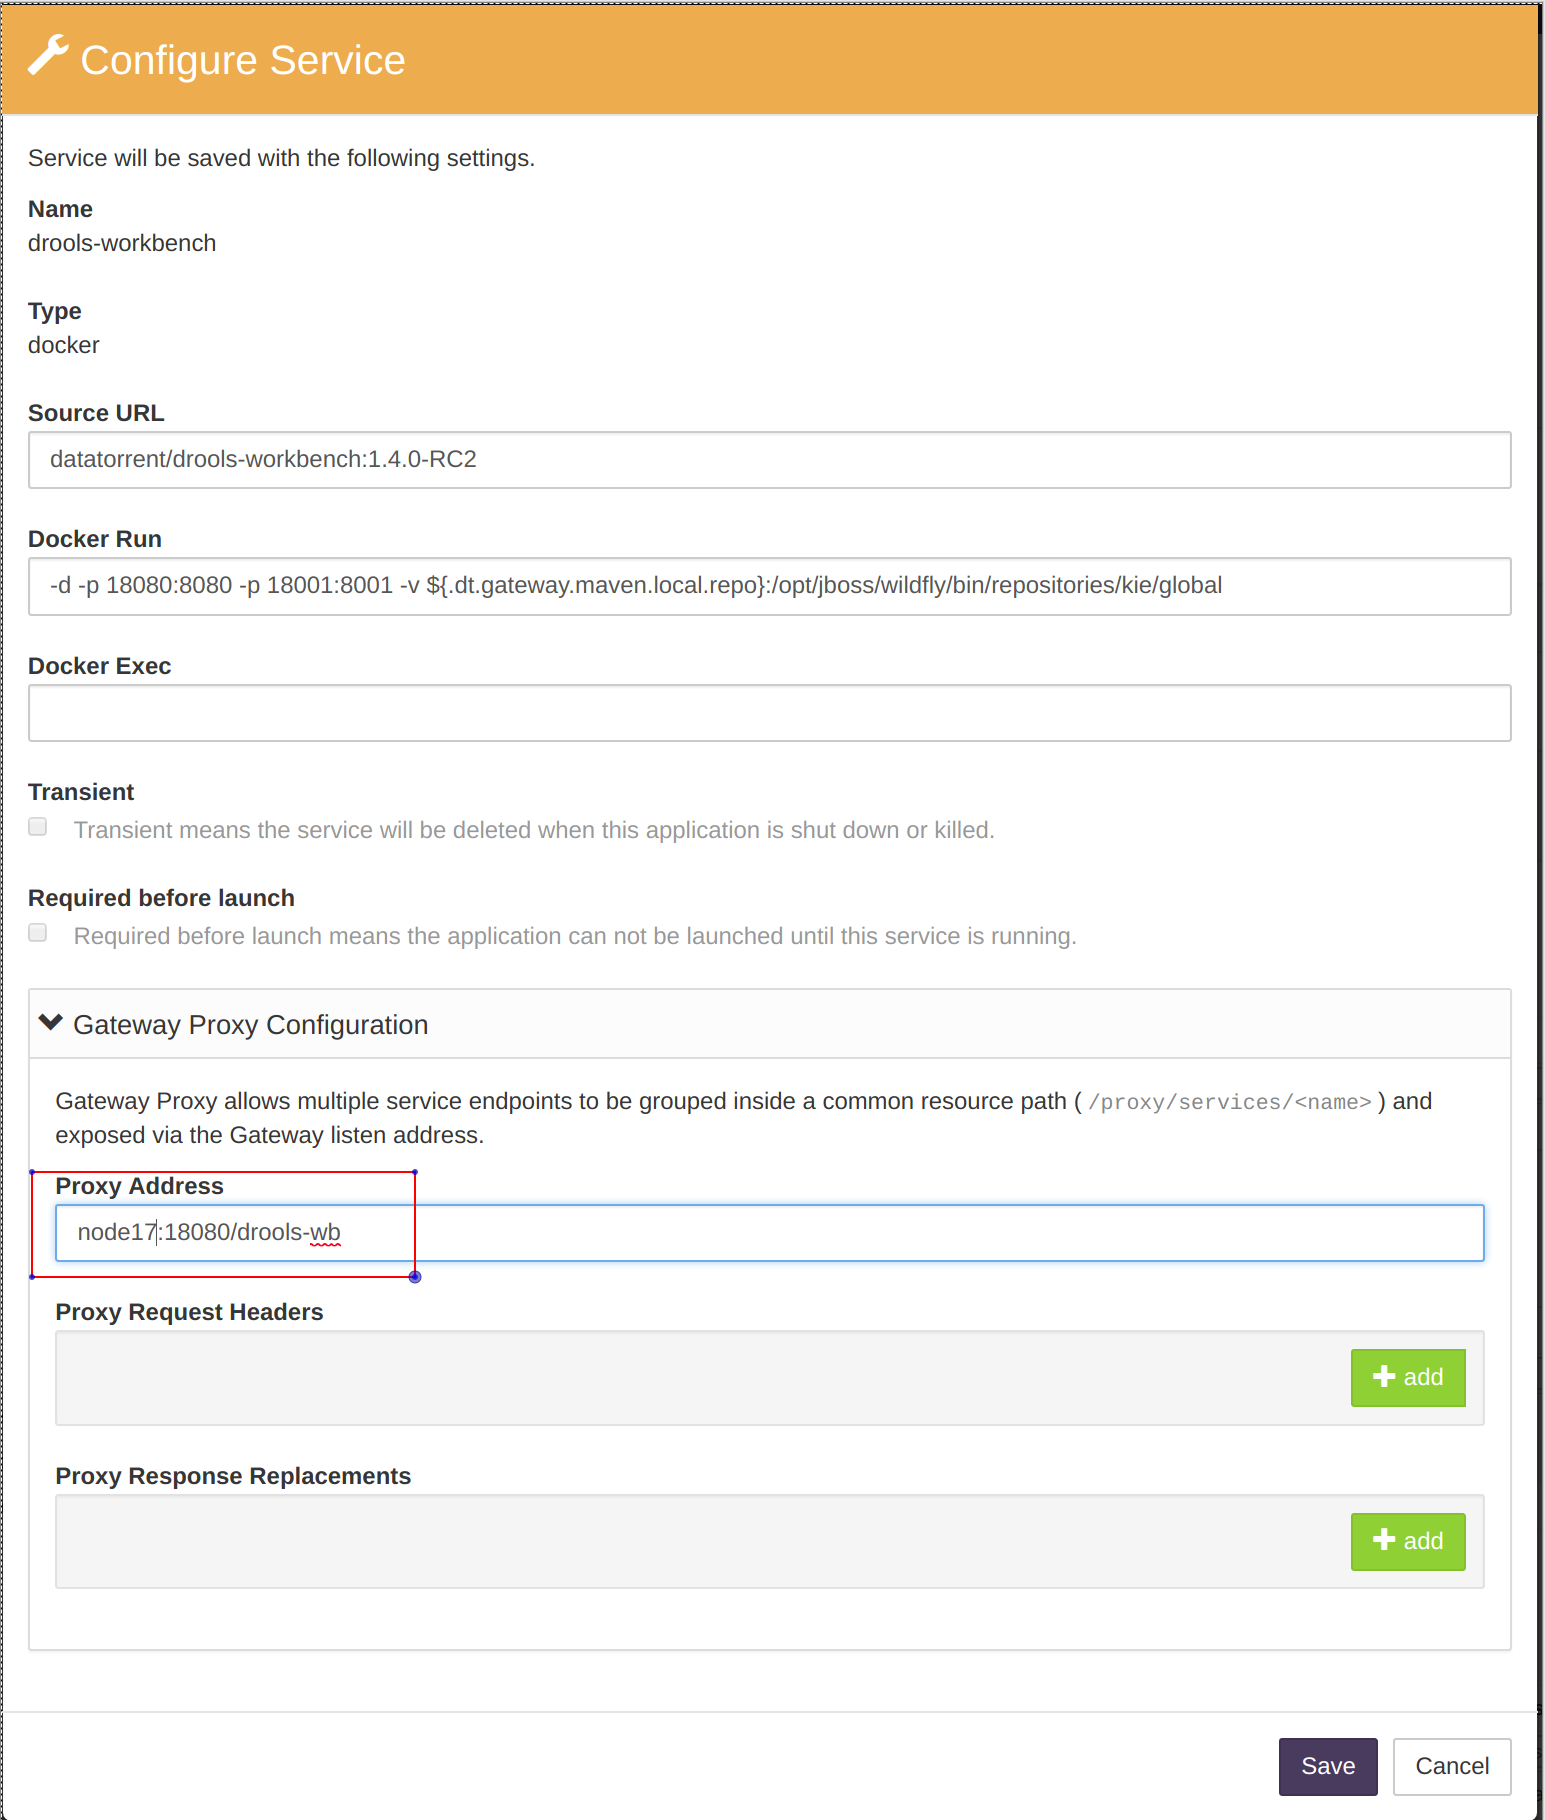 Configure Service
Service will be saved with the following settings.
Name
drools-workbench
Type
docker
Source URL
datatorrent/drools-workbench:1.4.0-RC2
Docker Run
-d -p 18080:8080 -p 18001:8001 -v ${.dt.gateway.maven.local.repo}:/opt/jboss/wildfly/bin/repositories/kie/global
Docker Exec
Transient
Transient means the service will be deleted when this application is shut down or killed.
Required before launch
Required before launch means the application can not be launched until this service is running.
Gateway Proxy Configuration
Gateway Proxy allows multiple service endpoints to be grouped inside a common resource path ( /proxy/services/<name> ) and
exposed via the Gateway listen address.
Proxy Address
node17:18080/drools-wb
Proxy Request Headers
add
Proxy Response Replacements
add
Save
Cancel